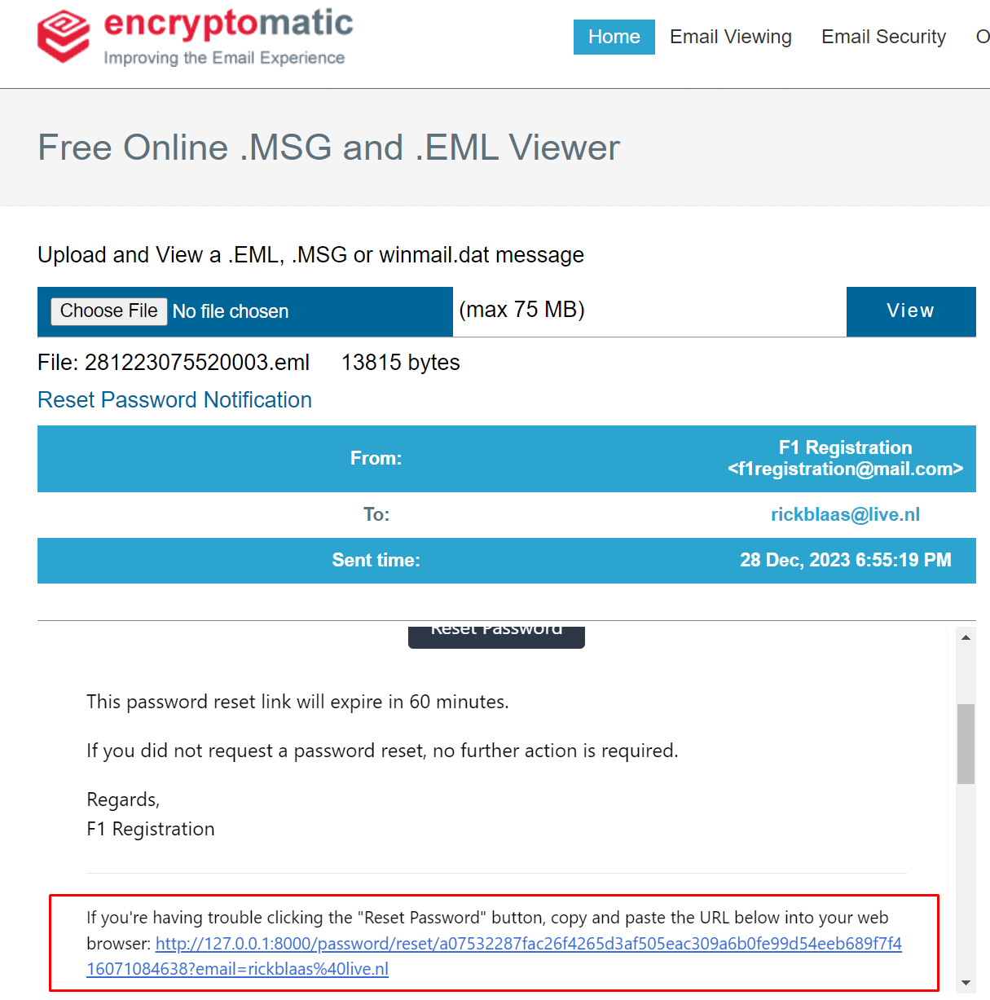 encryptomatic
Improving the Email Experience
Home Email Viewing Email Security O
Free Online .MSG and .EML Viewer
Upload and View a .EML, .MSG or winmail.dat message
Choose File No file chosen (max 75 MB) View
File: 281223075520003.eml 13815 bytes
Reset Password Notification
From: F1 Registration
<f1registration@mail.com>
To: rickblaas@live.nl
Sent time: 28 Dec, 2023 6:55:19 PM
Reset Password
This password reset link will expire in 60 minutes.
If you did not request a password reset, no further action is required.
Regards,
F1 Registration
If you're having trouble clicking the "Reset Password" button, copy and paste the URL below into your web
browser: http://127.0.0.1:8000/password/reset/a07532287fac26f4265d3af505eac309a6b0fe99d54eeb689f7f4
16071084638?email=rickblaas%40live.nl